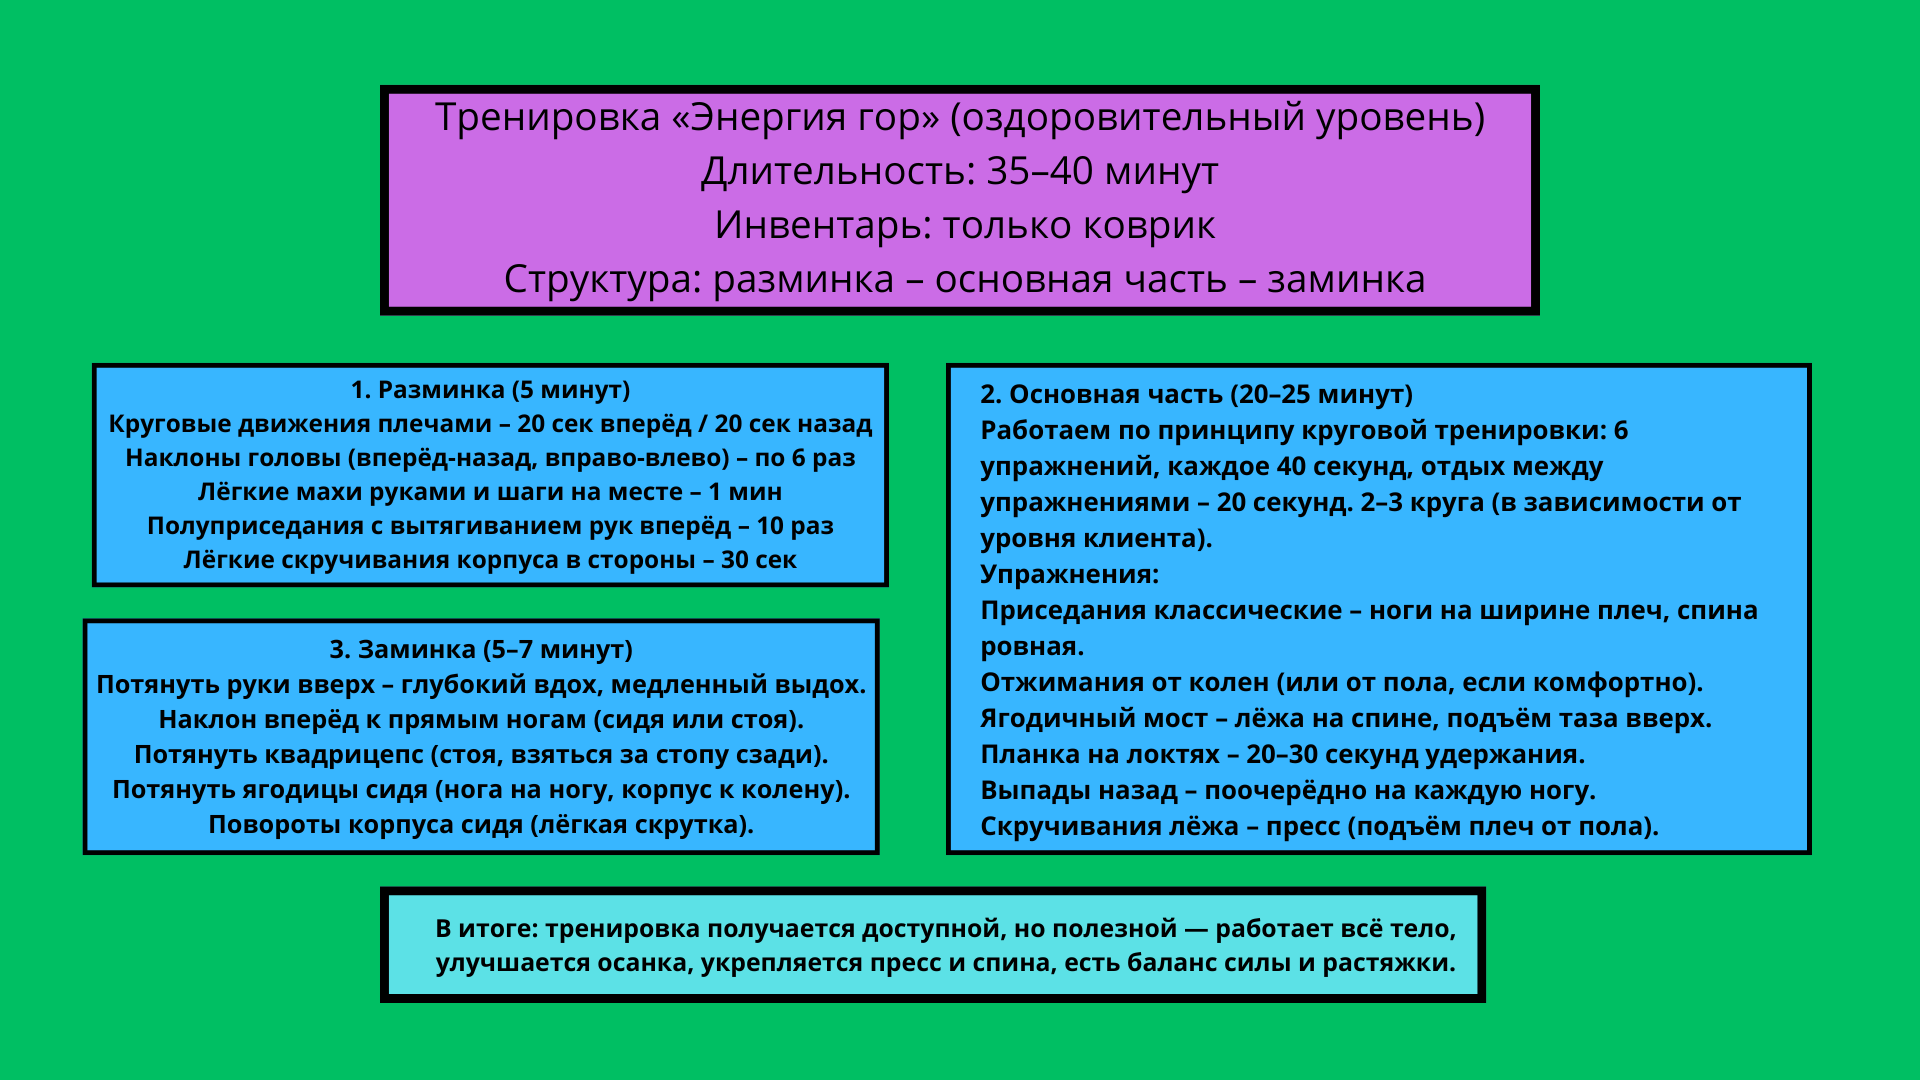 Тренировка «Энергия гор» (оздоровительный уровень)
Длительность: 35–40 минут
Инвентарь: только коврик
Структура: разминка – основная часть – заминка
1. Разминка (5 минут)
Круговые движения плечами – 20 сек вперёд / 20 сек назад
Наклоны головы (вперёд-назад, вправо-влево) – по 6 раз
Лёгкие махи руками и шаги на месте – 1 мин
Полуприседания с вытягиванием рук вперёд – 10 раз
Лёгкие скручивания корпуса в стороны – 30 сек
2. Основная часть (20–25 минут)
Работаем по принципу круговой тренировки: 6
упражнений, каждое 40 секунд, отдых между
упражнениями – 20 секунд. 2–3 круга (в зависимости от
уровня клиента).
Упражнения:
Приседания классические – ноги на ширине плеч, спина
ровная.
Отжимания от колен (или от пола, если комфортно).
Ягодичный мост – лёжа на спине, подъём таза вверх.
Планка на локтях – 20–30 секунд удержания.
Выпады назад – поочерёдно на каждую ногу.
Скручивания лёжа – пресс (подъём плеч от пола).
3. Заминка (5–7 минут)
Потянуть руки вверх – глубокий вдох, медленный выдох.
Наклон вперёд к прямым ногам (сидя или стоя).
Потянуть квадрицепс (стоя, взяться за стопу сзади).
Потянуть ягодицы сидя (нога на ногу, корпус к колену).
Повороты корпуса сидя (лёгкая скрутка).
В итоге: тренировка получается доступной, но полезной — работает всё тело,
улучшается осанка, укрепляется пресс и спина, есть баланс силы и растяжки.